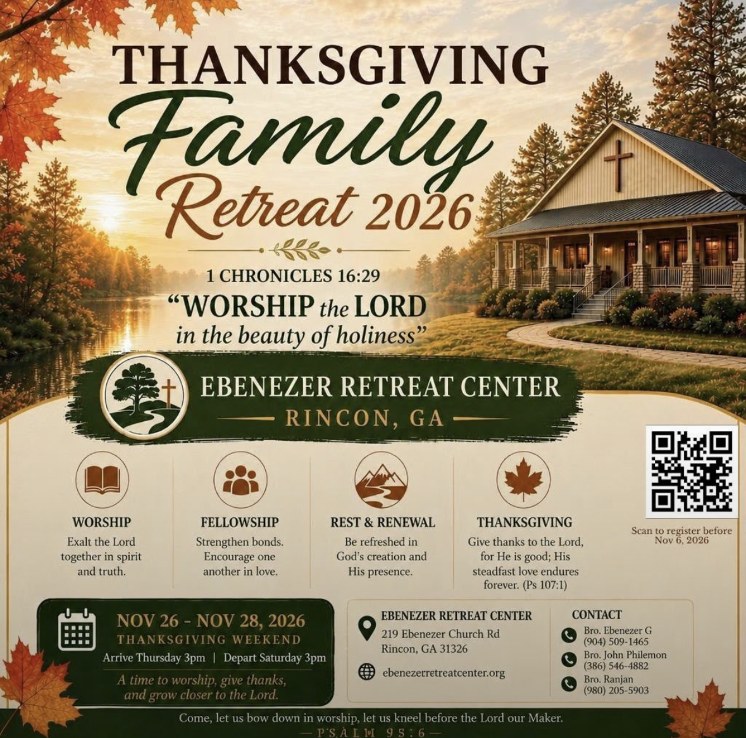 THANKSGIVING
Family
Retreat 2026
1 CHRONICLES 16:29
“WORSHIP the LORD
in the beauty of holiness”
EBENEZER RETREAT CENTER
RINCON, GA
WORSHIP
Exalt the Lord
together in spirit
and truth.
FELLOWSHIP
Strengthen bonds.
Encourage one
another in love.
REST & RENEWAL
Be refreshed in
God's creation and
His presence.
THANKSGIVING
Give thanks to the Lord,
for He is good; His
steadfast love endures
forever. (Ps 107:1)
Scan to register before
Nov 6, 2026
NOV 26 - NOV 28, 2026
THANKSGIVING WEEKEND
Arrive Thursday 3pm | Depart Saturday 3pm
A time to worship, give thanks,
and grow closer to the Lord.
EBENEZER RETREAT CENTER
219 Ebenezer Church Rd
Rincon, GA 31326
ebenezerretreatcenter.org
CONTACT
Bro. Ebenezer G
(904) 509-1465
Bro. John Philemon
(386) 546-4882
Bro. Ranjan
(980) 205-5903
Come, let us bow down in worship, let us kneel before the Lord our Maker.
— PSALM 95:6 —